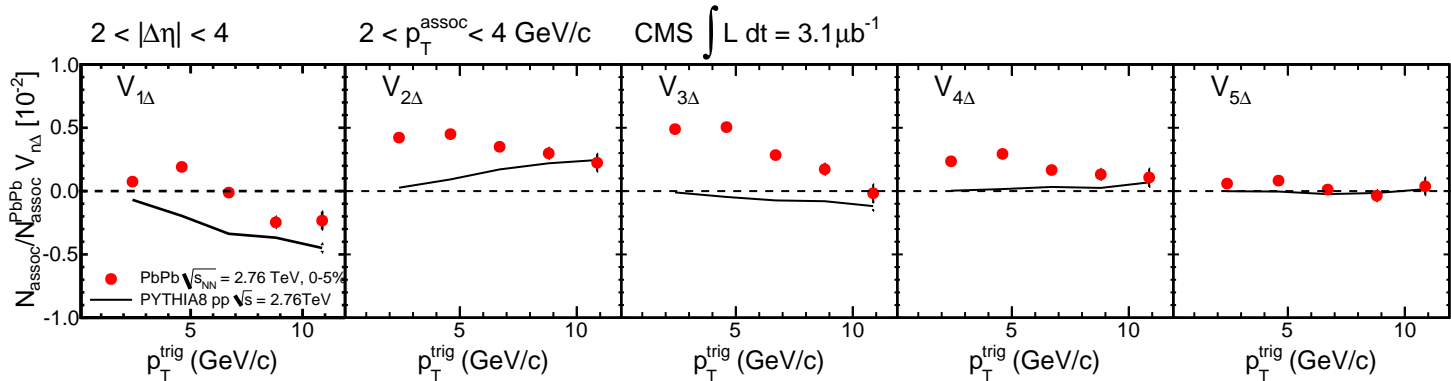 2 < |Δη| < 4
2 < p_T^assoc < 4 GeV/c
CMS ∫ L dt = 3.1μb⁻¹
N_assoc/N_assoc^PbPb V_nΔ [10⁻²]
1.0
0.5
0.0
-0.5
-1.0
V_1Δ
V_2Δ
V_3Δ
V_4Δ
V_5Δ
PbPb √s_NN = 2.76 TeV, 0-5%
PYTHIA8 pp √s = 2.76TeV
5 10
5 10
5 10
5 10
5 10
p_T^trig (GeV/c)
p_T^trig (GeV/c)
p_T^trig (GeV/c)
p_T^trig (GeV/c)
p_T^trig (GeV/c)